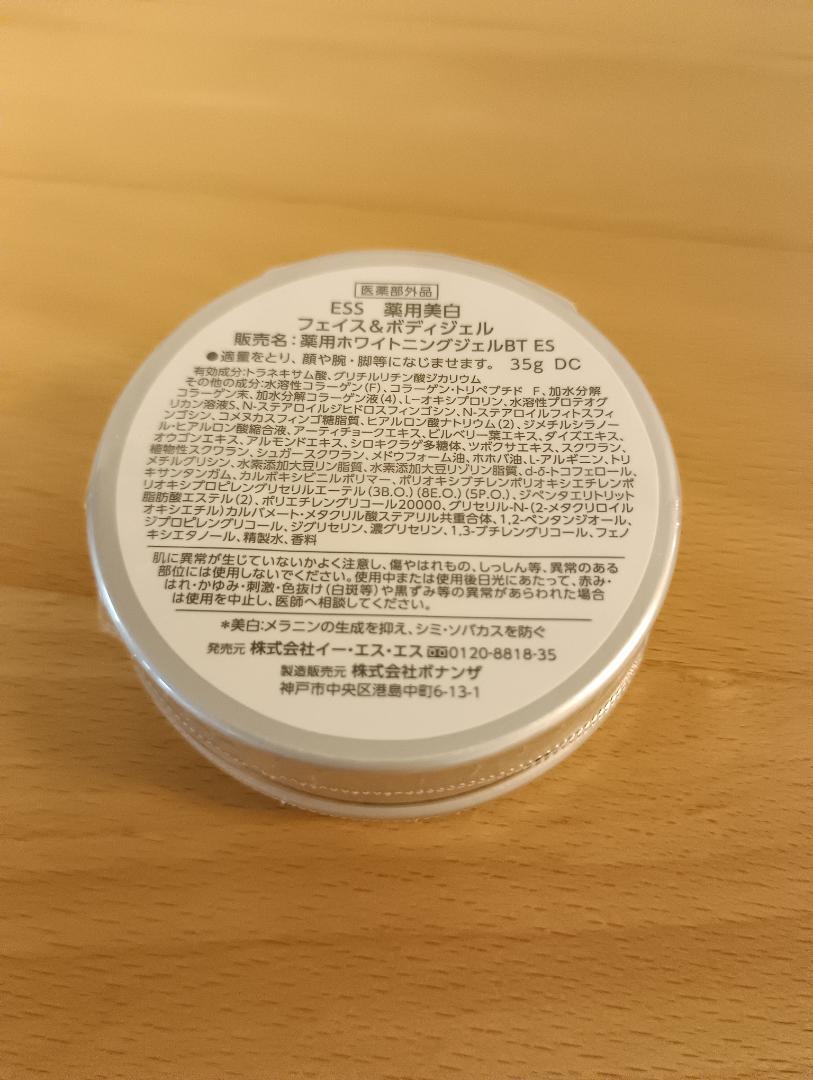 医薬部外品
ESS 薬用美白
フェイス＆ボディジェル
販売名：薬用ホワイトニングジェルBT ES
●適量をとり、顔や腕・脚等になじませます。 35g DC
有効成分：トラネキサム酸、グリチルリチン酸ジカリウム
その他の成分：水溶性コラーゲン（F）、コラーゲン・トリペプチド F、加水分解
コラーゲン末、加水分解コラーゲン液（4）、L-オキシプロリン、水溶性プロテオグ
リカン溶液S、N-ステアロイルジヒドロスフィンゴシン、N-ステアロイルフィトスフィ
ンゴシン、コメヌカスフィンゴ糖脂質、ヒアルロン酸ナトリウム（2）、ジメチルシラノー
ル・ヒアルロン酸縮合液、アーティチョークエキス、ビルベリー葉エキス、ダイズエキス、
オウゴンエキス、アルモンドエキス、シロキクラゲ多糖体、ツボクサエキス、スクワラン、
植物性スクワラン、シュガースクワラン、メドウフォーム油、ホホバ油、L-アルギニン、トリ
メチルグリシン、水素添加大豆リン脂質、水素添加大豆リゾリン脂質、d-δ-トコフェロール、
キサンタンガム、カルボキシビニルポリマー、ポリオキシブチレンポリオキシエチレンポ
リオキシプロピレングリセリルエーテル（3B.O.）（8E.O.）（5P.O.）、ジペンタエリトリット
脂肪酸エステル（2）、ポリエチレングリコール20000、グリセリル-N-（2-メタクリロイル
オキシエチル）カルバメート・メタクリル酸ステアリル共重合体、1,2-ペンタンジオール、
ジプロピレングリコール、ジグリセリン、濃グリセリン、1,3-ブチレングリコール、フェノ
キシエタノール、精製水、香料
肌に異常が生じていないかよく注意し、傷やはれもの、しっしん等、異常のある
部位には使用しないでください。使用中または使用後日光にあたって、赤み・
はれ・かゆみ・刺激・色抜け（白斑等）や黒ずみ等の異常があらわれた場合
は使用を中止し、医師へ相談してください。
＊美白：メラニンの生成を抑え、シミ・ソバカスを防ぐ
発売元 株式会社イー・エス・エス 0120-8818-35
製造販売元 株式会社ボナンザ
神戸市中央区港島中町6-13-1